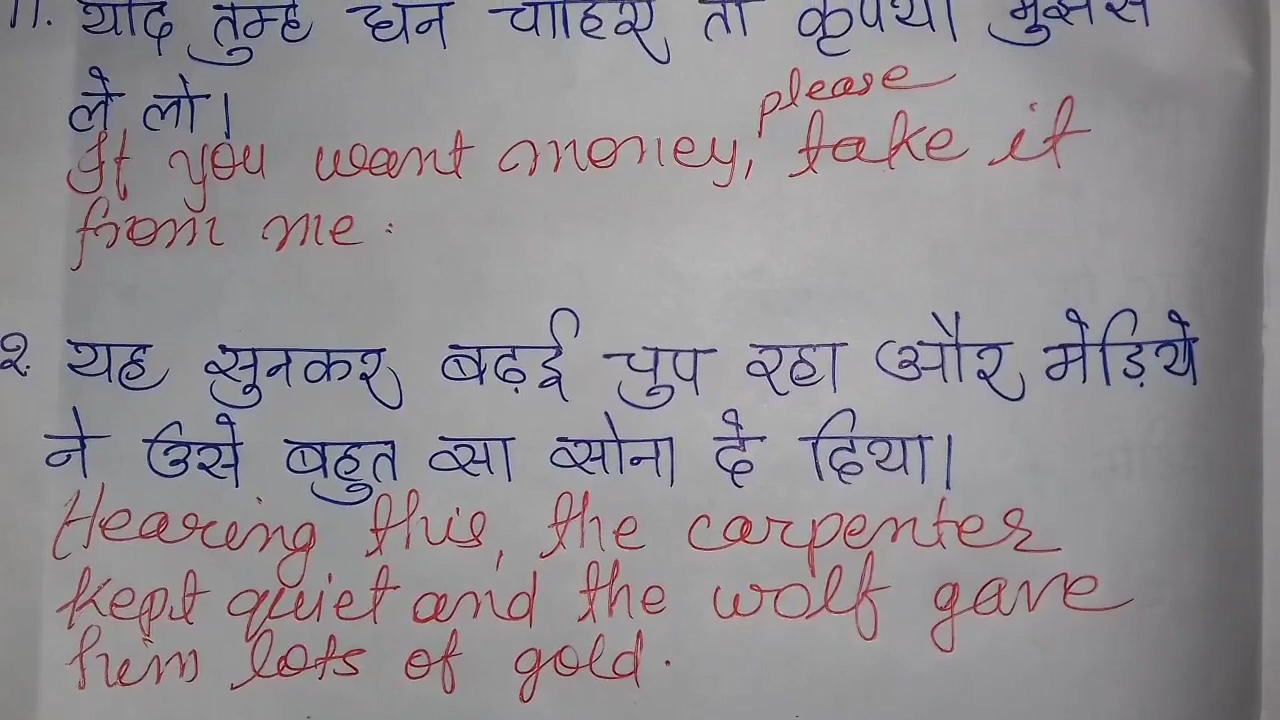 11. यदि तुम्हे धन चाहिए तो कृपया मुझसे
ले लो।
please
If you want money, take it
from me.
2. यह सुनकर बढ़ई चुप रहा और भेड़िये
ने उसे बहुत सा सोना दे दिया।
Hearing this, the carpenter
kept quiet and the wolf gave
him lots of gold.